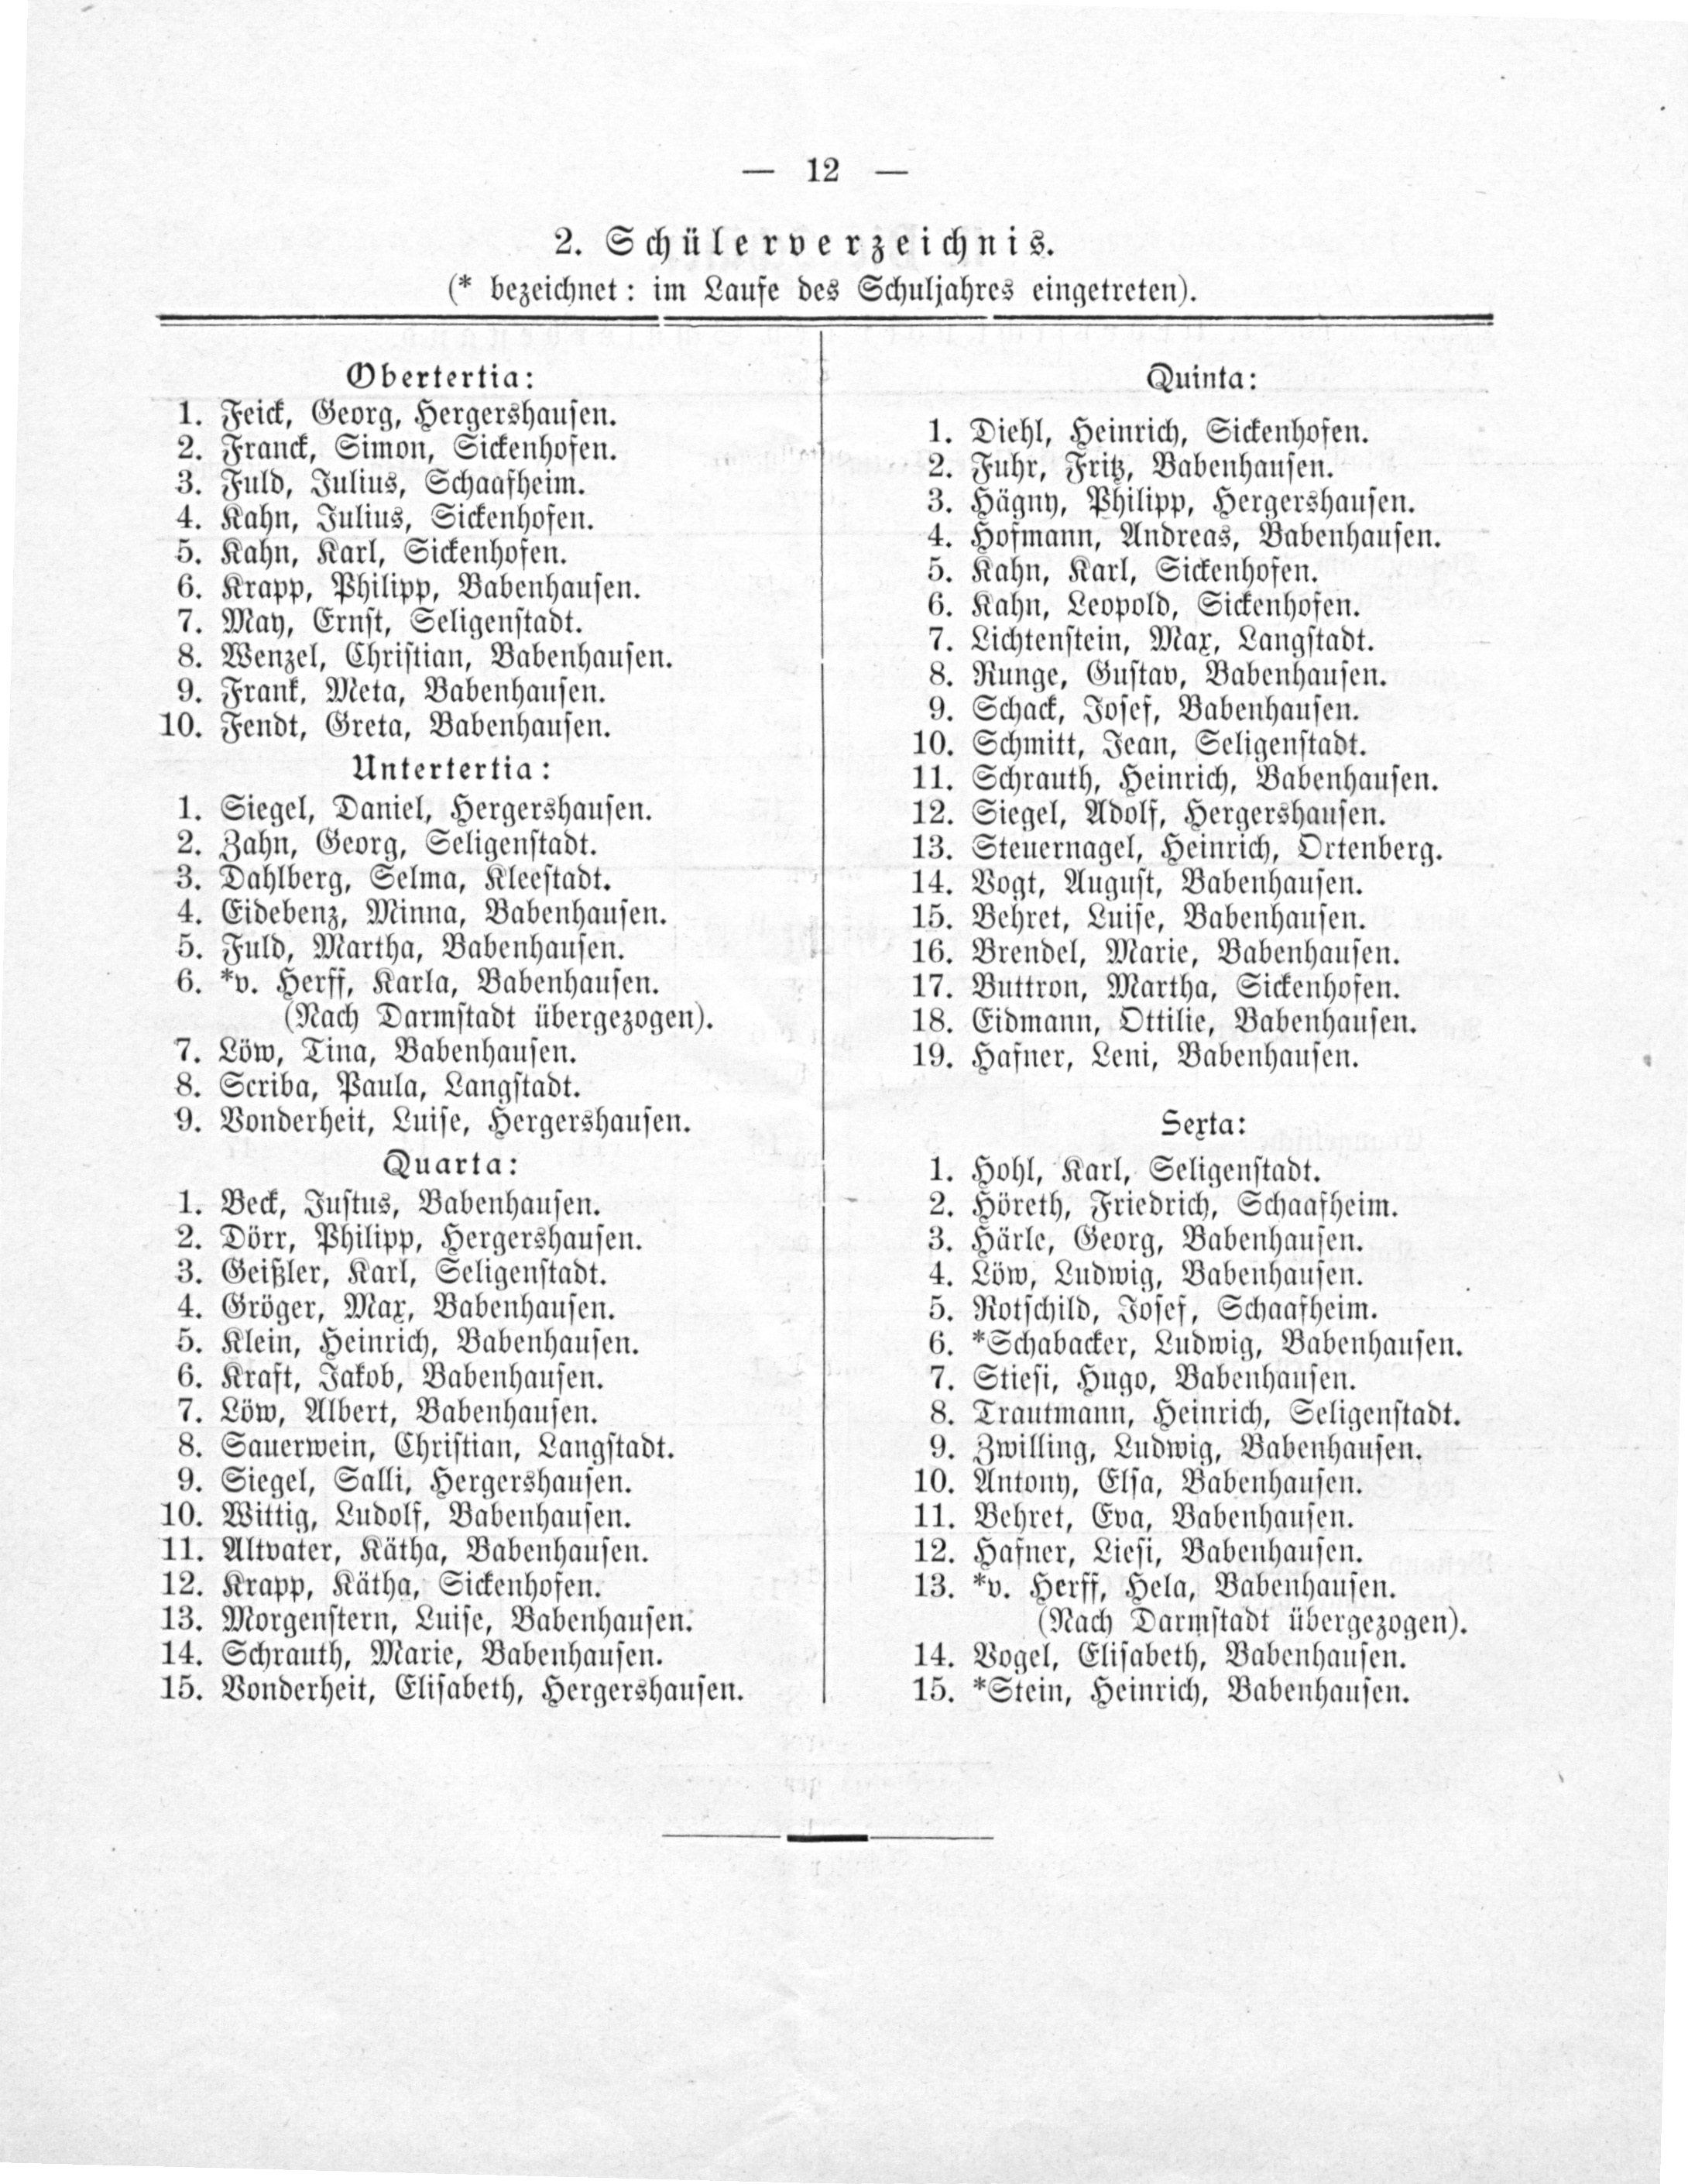 — 12 —
2. Schülerverzeichnis.
(* bezeichnet: im Laufe des Schuljahres eingetreten).
Obertertia:
1. Feick, Georg, Hergershausen.
2. Franck, Simon, Sickenhofen.
3. Fuld, Julius, Schaafheim.
4. Kahn, Julius, Sickenhofen.
5. Kahn, Karl, Sickenhofen.
6. Krapp, Philipp, Babenhausen.
7. May, Ernst, Seligenstadt.
8. Wenzel, Christian, Babenhausen.
9. Frank, Meta, Babenhausen.
10. Fendt, Greta, Babenhausen.
Untertertia:
1. Siegel, Daniel, Hergershausen.
2. Zahn, Georg, Seligenstadt.
3. Dahlberg, Selma, Kleestadt.
4. Eidebenz, Minna, Babenhausen.
5. Fuld, Martha, Babenhausen.
6. *v. Herff, Karla, Babenhausen.
(Nach Darmstadt übergezogen).
7. Löw, Tina, Babenhausen.
8. Scriba, Paula, Langstadt.
9. Vonderheit, Luise, Hergershausen.
Quarta:
1. Beck, Justus, Babenhausen.
2. Dörr, Philipp, Hergershausen.
3. Geißler, Karl, Seligenstadt.
4. Gröger, Max, Babenhausen.
5. Klein, Heinrich, Babenhausen.
6. Kraft, Jakob, Babenhausen.
7. Löw, Albert, Babenhausen.
8. Sauerwein, Christian, Langstadt.
9. Siegel, Salli, Hergershausen.
10. Wittig, Ludolf, Babenhausen.
11. Altvater, Kätha, Babenhausen.
12. Krapp, Kätha, Sickenhofen.
13. Morgenstern, Luise, Babenhausen.
14. Schrauth, Marie, Babenhausen.
15. Vonderheit, Elisabeth, Hergershausen.
Quinta:
1. Diehl, Heinrich, Sickenhofen.
2. Fuhr, Fritz, Babenhausen.
3. Hägny, Philipp, Hergershausen.
4. Hofmann, Andreas, Babenhausen.
5. Kahn, Karl, Sickenhofen.
6. Kahn, Leopold, Sickenhofen.
7. Lichtenstein, Max, Langstadt.
8. Runge, Gustav, Babenhausen.
9. Schack, Josef, Babenhausen.
10. Schmitt, Jean, Seligenstadt.
11. Schrauth, Heinrich, Babenhausen.
12. Siegel, Adolf, Hergershausen.
13. Steuernagel, Heinrich, Ortenberg.
14. Vogt, August, Babenhausen.
15. Behret, Luise, Babenhausen.
16. Brendel, Marie, Babenhausen.
17. Buttron, Martha, Sickenhofen.
18. Eidmann, Ottilie, Babenhausen.
19. Hafner, Leni, Babenhausen.
Sexta:
1. Hohl, Karl, Seligenstadt.
2. Höreth, Friedrich, Schaafheim.
3. Härle, Georg, Babenhausen.
4. Löw, Ludwig, Babenhausen.
5. Rotschild, Josef, Schaafheim.
6. *Schabacker, Ludwig, Babenhausen.
7. Stiesi, Hugo, Babenhausen.
8. Trautmann, Heinrich, Seligenstadt.
9. Zwilling, Ludwig, Babenhausen.
10. Antony, Elsa, Babenhausen.
11. Behret, Eva, Babenhausen.
12. Hafner, Liesi, Babenhausen.
13. *v. Herff, Hela, Babenhausen.
(Nach Darmstadt übergezogen).
14. Vogel, Elisabeth, Babenhausen.
15. *Stein, Heinrich, Babenhausen.